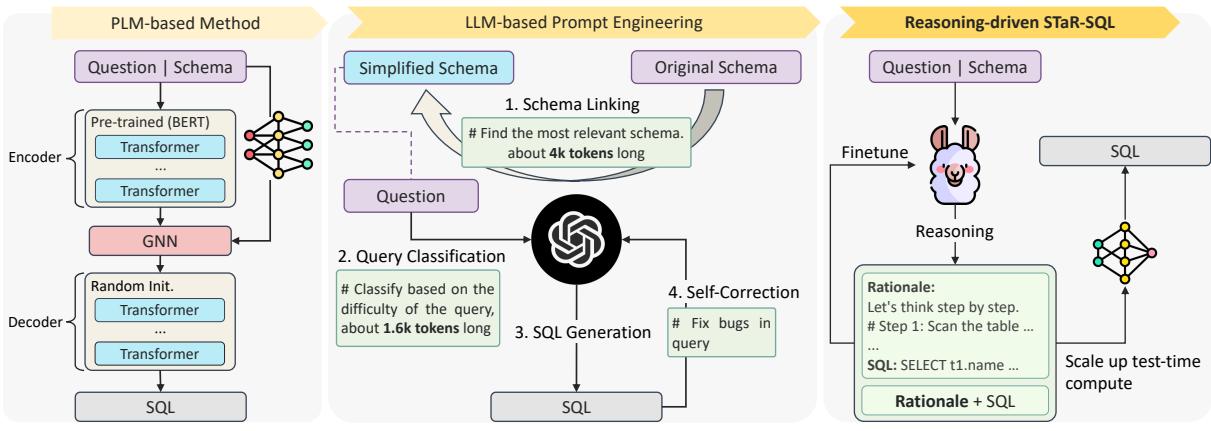 PLM-based Method
Question | Schema
Encoder
Pre-trained (BERT)
Transformer
...
Transformer
GNN
Decoder
Random Init.
Transformer
...
Transformer
SQL
LLM-based Prompt Engineering
Simplified Schema
Original Schema
1. Schema Linking
# Find the most relevant schema.
about 4k tokens long
Question
2. Query Classification
# Classify based on the
difficulty of the query,
about 1.6k tokens long
3. SQL Generation
4. Self-Correction
# Fix bugs in
query
SQL
Reasoning-driven STaR-SQL
Question | Schema
Finetune
Reasoning
Rationale:
Let's think step by step.
# Step 1: Scan the table ...
...
SQL: SELECT t1.name ...
Rationale + SQL
SQL
Scale up test-time
compute